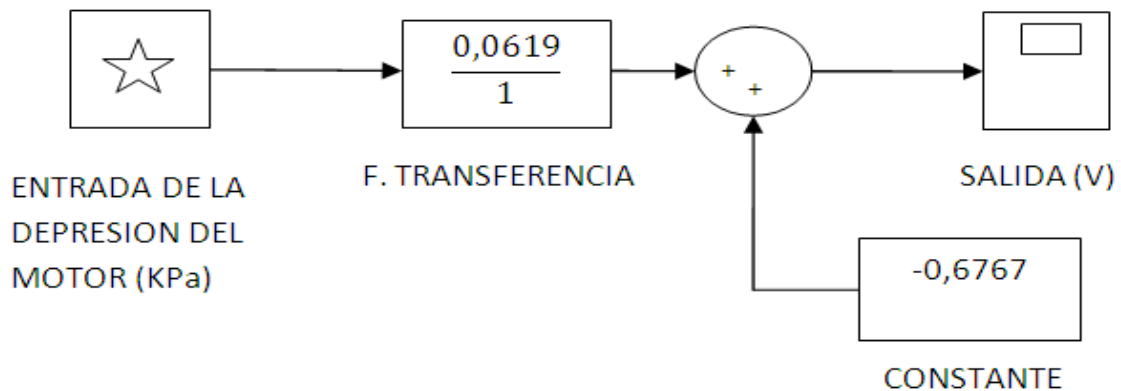 0,0619
1
+
+
ENTRADA DE LA
DEPRESION DEL
MOTOR (KPa)
F. TRANSFERENCIA
SALIDA (V)
-0,6767
CONSTANTE